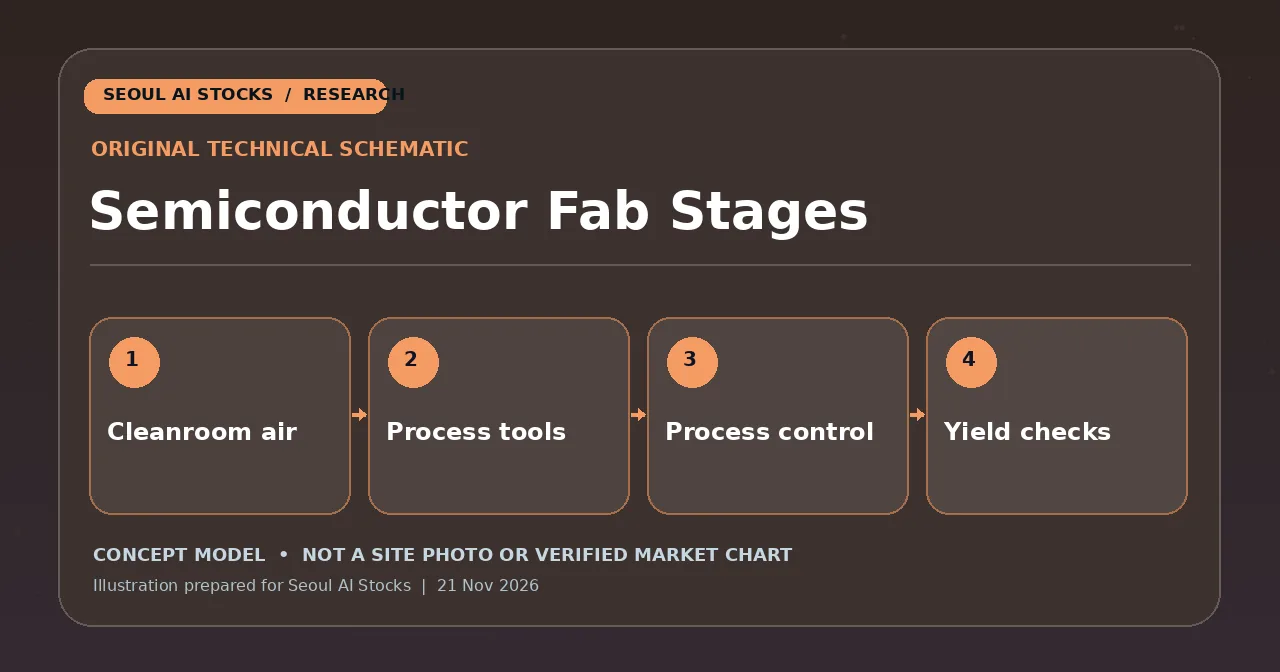 SEOUL AI STOCKS / RESEARCH
ORIGINAL TECHNICAL SCHEMATIC
Semiconductor Fab Stages
1
Cleanroom air
2
Process tools
3
Process control
4
Yield checks
CONCEPT MODEL • NOT A SITE PHOTO OR VERIFIED MARKET CHART
Illustration prepared for Seoul AI Stocks | 21 Nov 2026